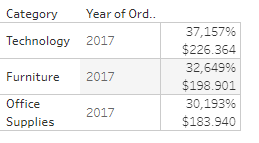 Category Year of Ord..
Technology 2017 37,157%
$226.364
Furniture 2017 32,649%
$198.901
Office Supplies 2017 30,193%
$183.940